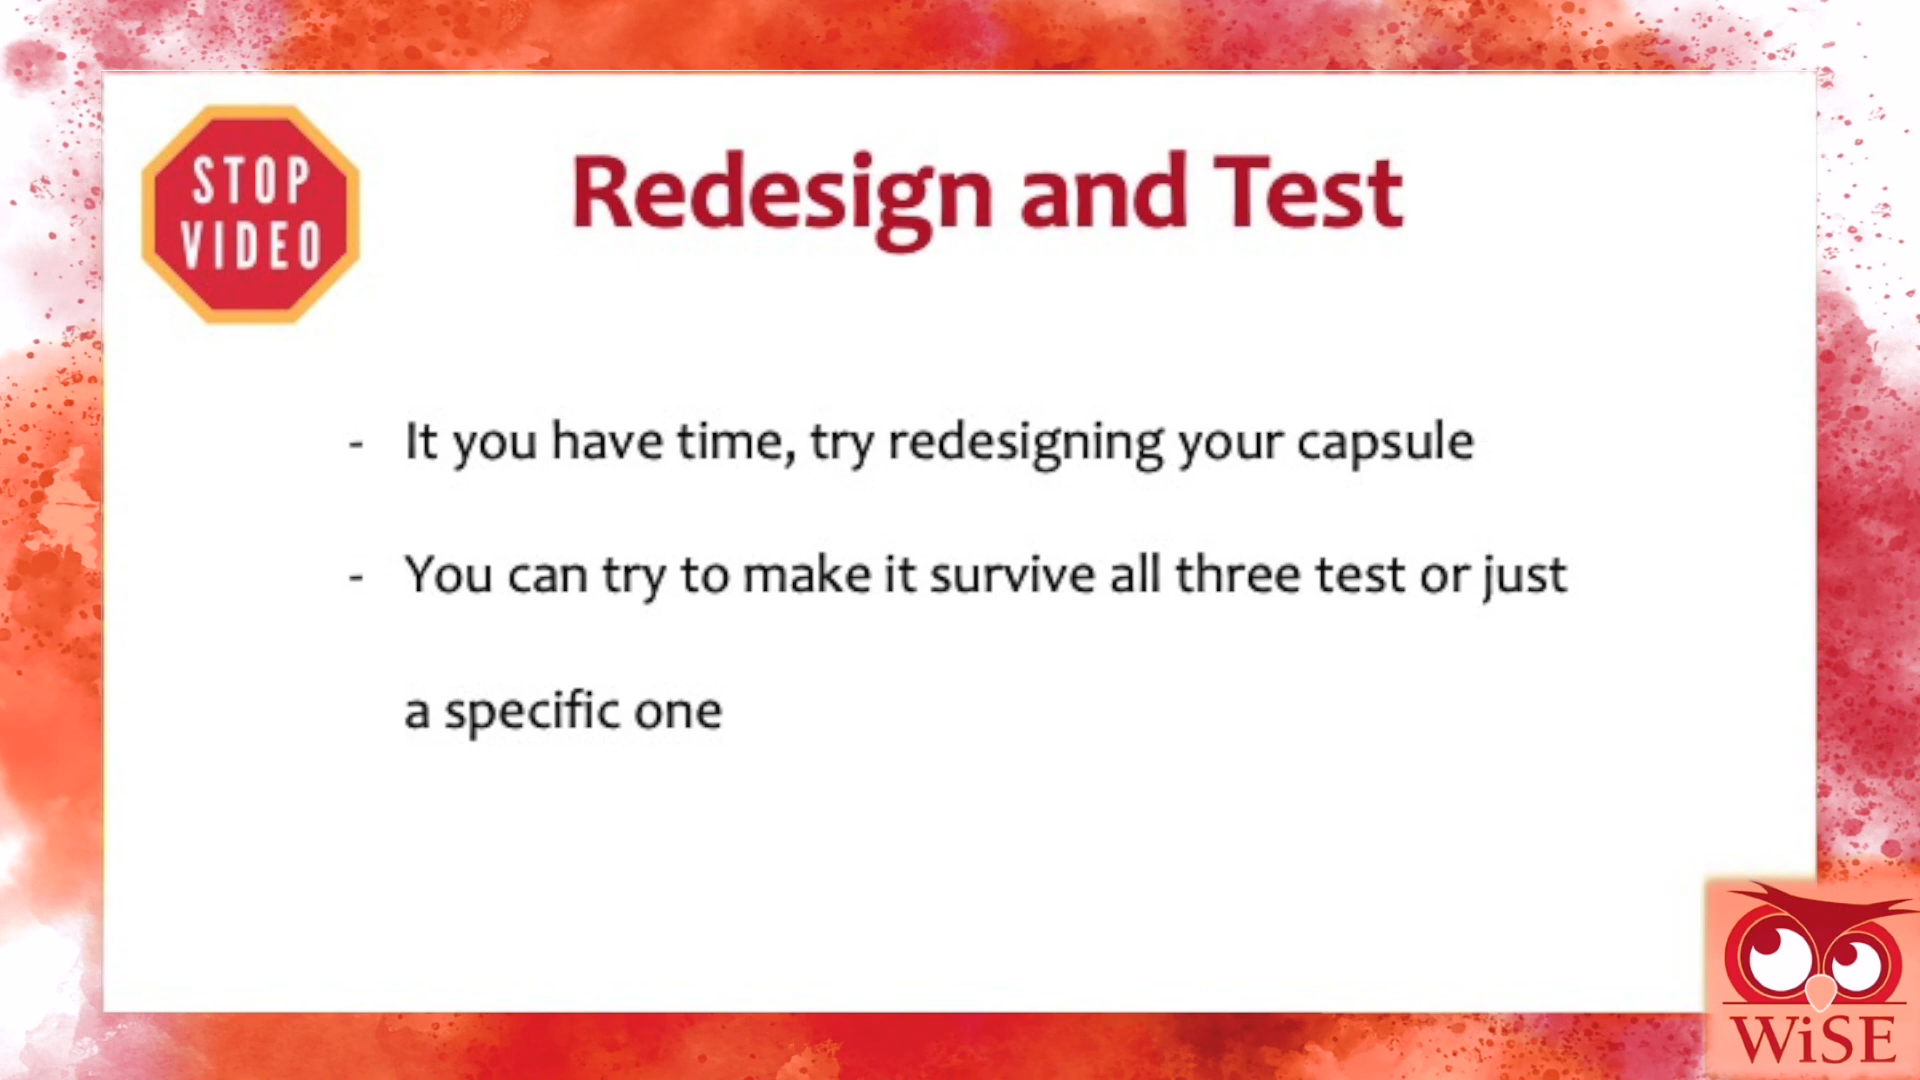 STOP
VIDEO
Redesign and Test
- It you have time, try redesigning your capsule
- You can try to make it survive all three test or just
a specific one
WiSE